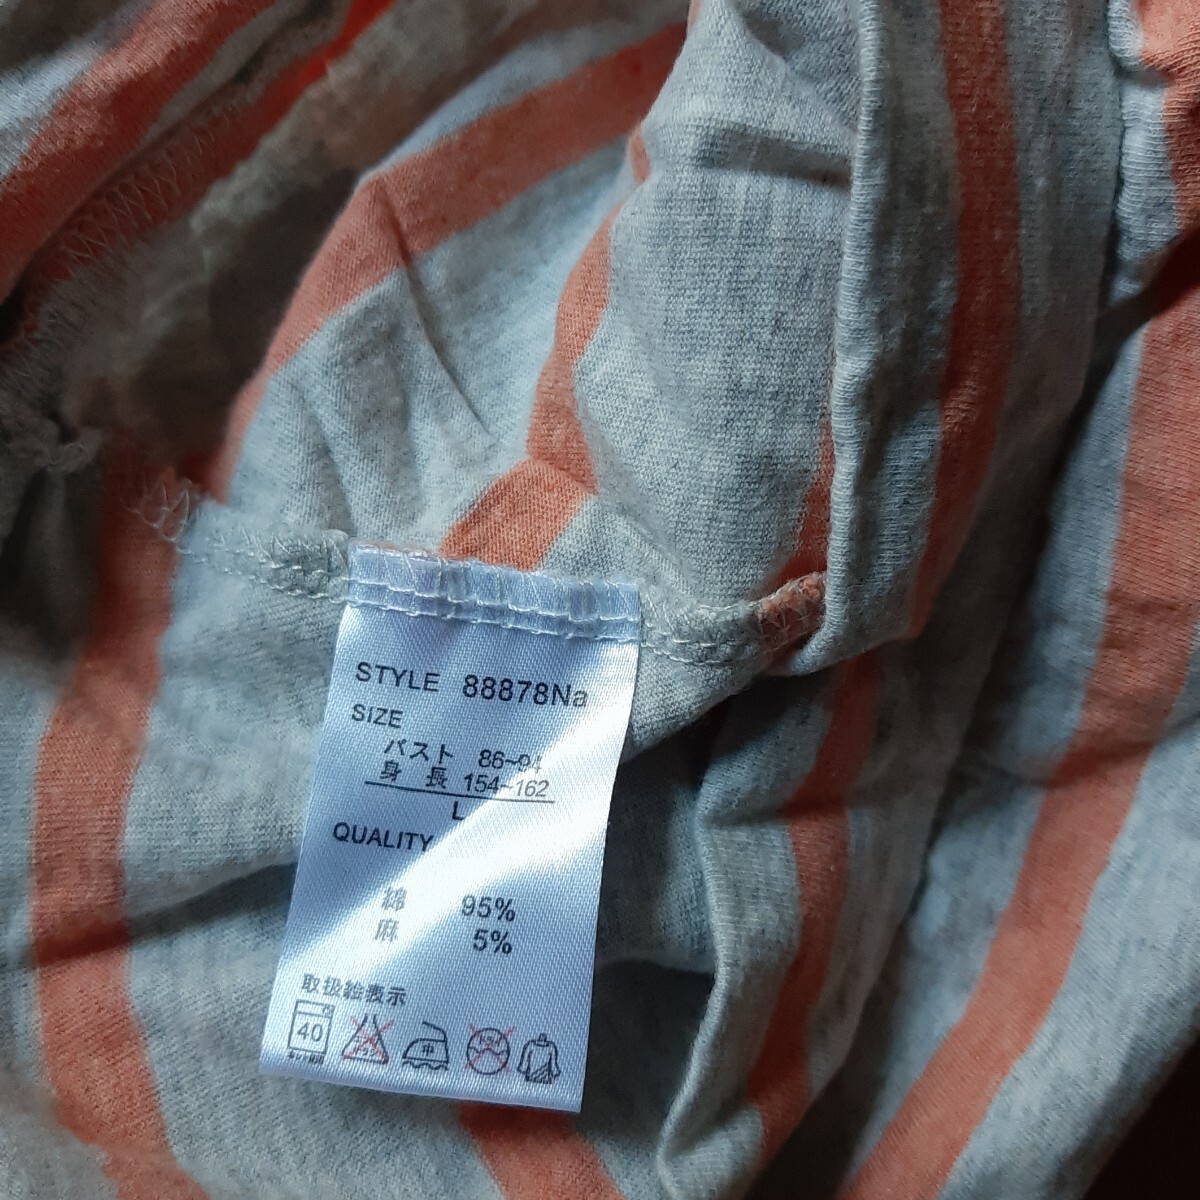 STYLE 88878Na
SIZE
バスト 86~94
身長 154~162
L
QUALITY
綿 95%
麻 5%
取扱絵表示
40
中